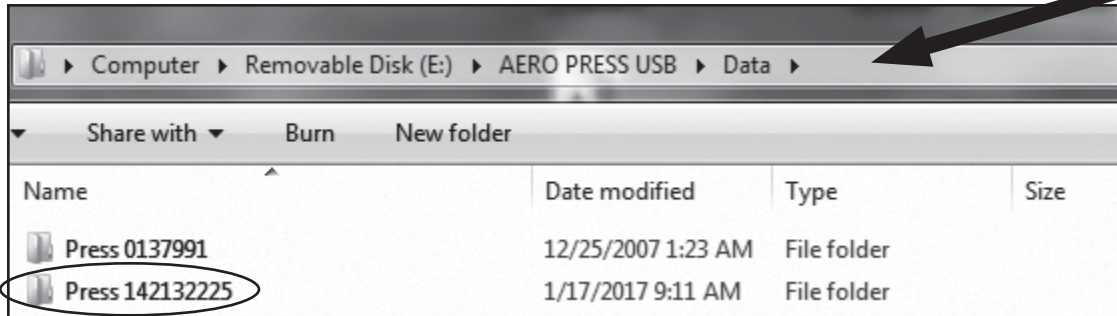 Computer ▸ Removable Disk (E:) ▸ AERO PRESS USB ▸ Data ▸
Share with ▾ Burn New folder
Name Date modified Type Size
Press 0137991 12/25/2007 1:23 AM File folder
Press 142132225 1/17/2017 9:11 AM File folder